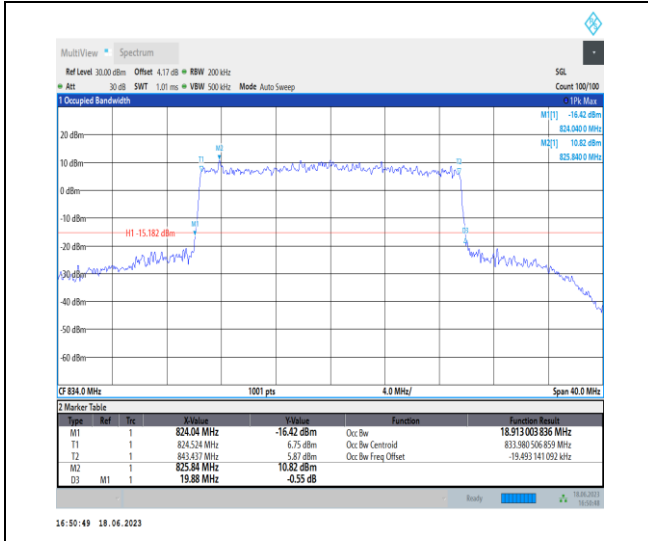 MultiView Spectrum
Ref Level 30.00 dBm Offset 4.17 dB RBW 200 kHz SGL
Att 30 dB SWT 1.01 ms VBW 500 kHz Mode Auto Sweep Count 100/100
1 Occupied Bandwidth 1Pk Max
M1[1] -16.42 dBm
824.040 0 MHz
M2[1] 10.82 dBm
825.840 0 MHz
20 dBm
M2
T1 T2
10 dBm
0 dBm
-10 dBm
M1
H1 -15.182 dBm
D3
-20 dBm
-30 dBm
-40 dBm
-50 dBm
-60 dBm
CF 834.0 MHz 1001 pts 4.0 MHz/ Span 40.0 MHz
2 Marker Table
Type Ref Trc X-Value Y-Value Function Function Result
M1 1 824.04 MHz -16.42 dBm Occ Bw 18.913 003 836 MHz
T1 1 824.524 MHz 6.75 dBm Occ Bw Centroid 833.980 506 859 MHz
T2 1 843.437 MHz 5.87 dBm Occ Bw Freq Offset -19.493 141 092 kHz
M2 1 825.84 MHz 10.82 dBm
D3 M1 1 19.88 MHz -0.55 dB
Ready 18.06.2023
16:50:48
16:50:49 18.06.2023